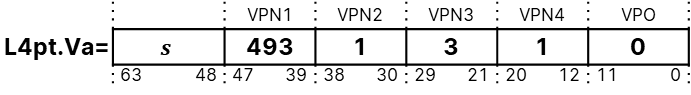 VPN1 VPN2 VPN3 VPN4 VPO
L4pt.Va= s 493 1 3 1 0
63 48 47 39 38 30 29 21 20 12 11 0